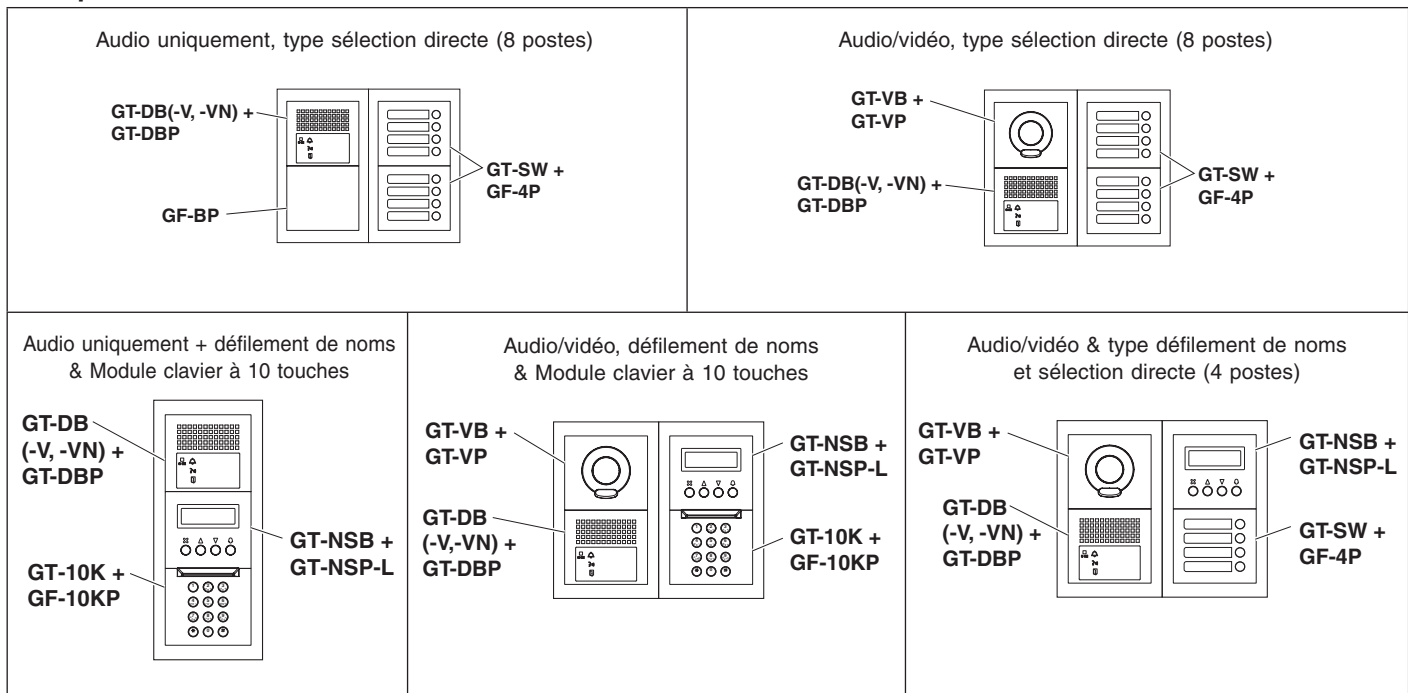 Audio uniquement, type sélection directe (8 postes)
GT-DB(-V, -VN) +
GT-DBP
GF-BP
GT-SW +
GF-4P
Audio/vidéo, type sélection directe (8 postes)
GT-VB +
GT-VP
GT-DB(-V, -VN) +
GT-DBP
GT-SW +
GF-4P
Audio uniquement + défilement de noms
& Module clavier à 10 touches
GT-DB
(-V, -VN) +
GT-DBP
GT-NSB +
GT-NSP-L
GT-10K +
GF-10KP
Audio/vidéo, défilement de noms
& Module clavier à 10 touches
GT-VB +
GT-VP
GT-DB
(-V,-VN) +
GT-DBP
GT-NSB +
GT-NSP-L
GT-10K +
GF-10KP
Audio/vidéo & type défilement de noms
et sélection directe (4 postes)
GT-VB +
GT-VP
GT-DB
(-V, -VN) +
GT-DBP
GT-NSB +
GT-NSP-L
GT-SW +
GF-4P